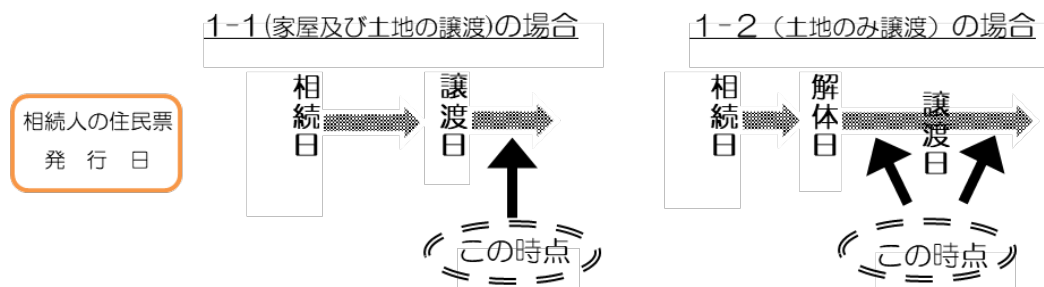 1-1(家屋及び土地の譲渡)の場合
1-2(土地のみ譲渡)の場合
相続人の住民票
発行日
相続日
譲渡日
この時点
相続日
解体日
譲渡日
この時点